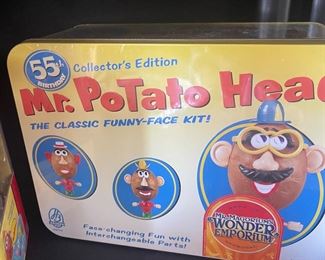 55th
BIRTHDAY
Collector's Edition
Mr. PoTaTo Head
THE CLASSIC FUNNY-FACE KIT!
Face-changing Fun with
Interchangeable Parts!
MR. MAGORIUM'S
WONDER
EMPORIUM